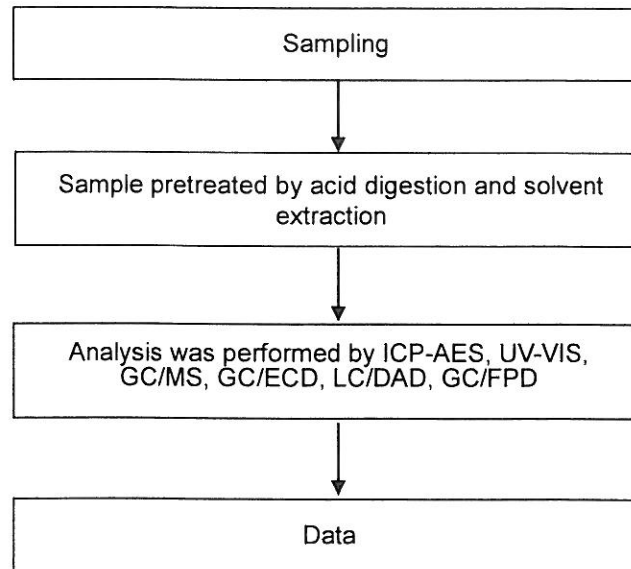 Sampling
Sample pretreated by acid digestion and solvent
extraction
Analysis was performed by ICP-AES, UV-VIS,
GC/MS, GC/ECD, LC/DAD, GC/FPD
Data